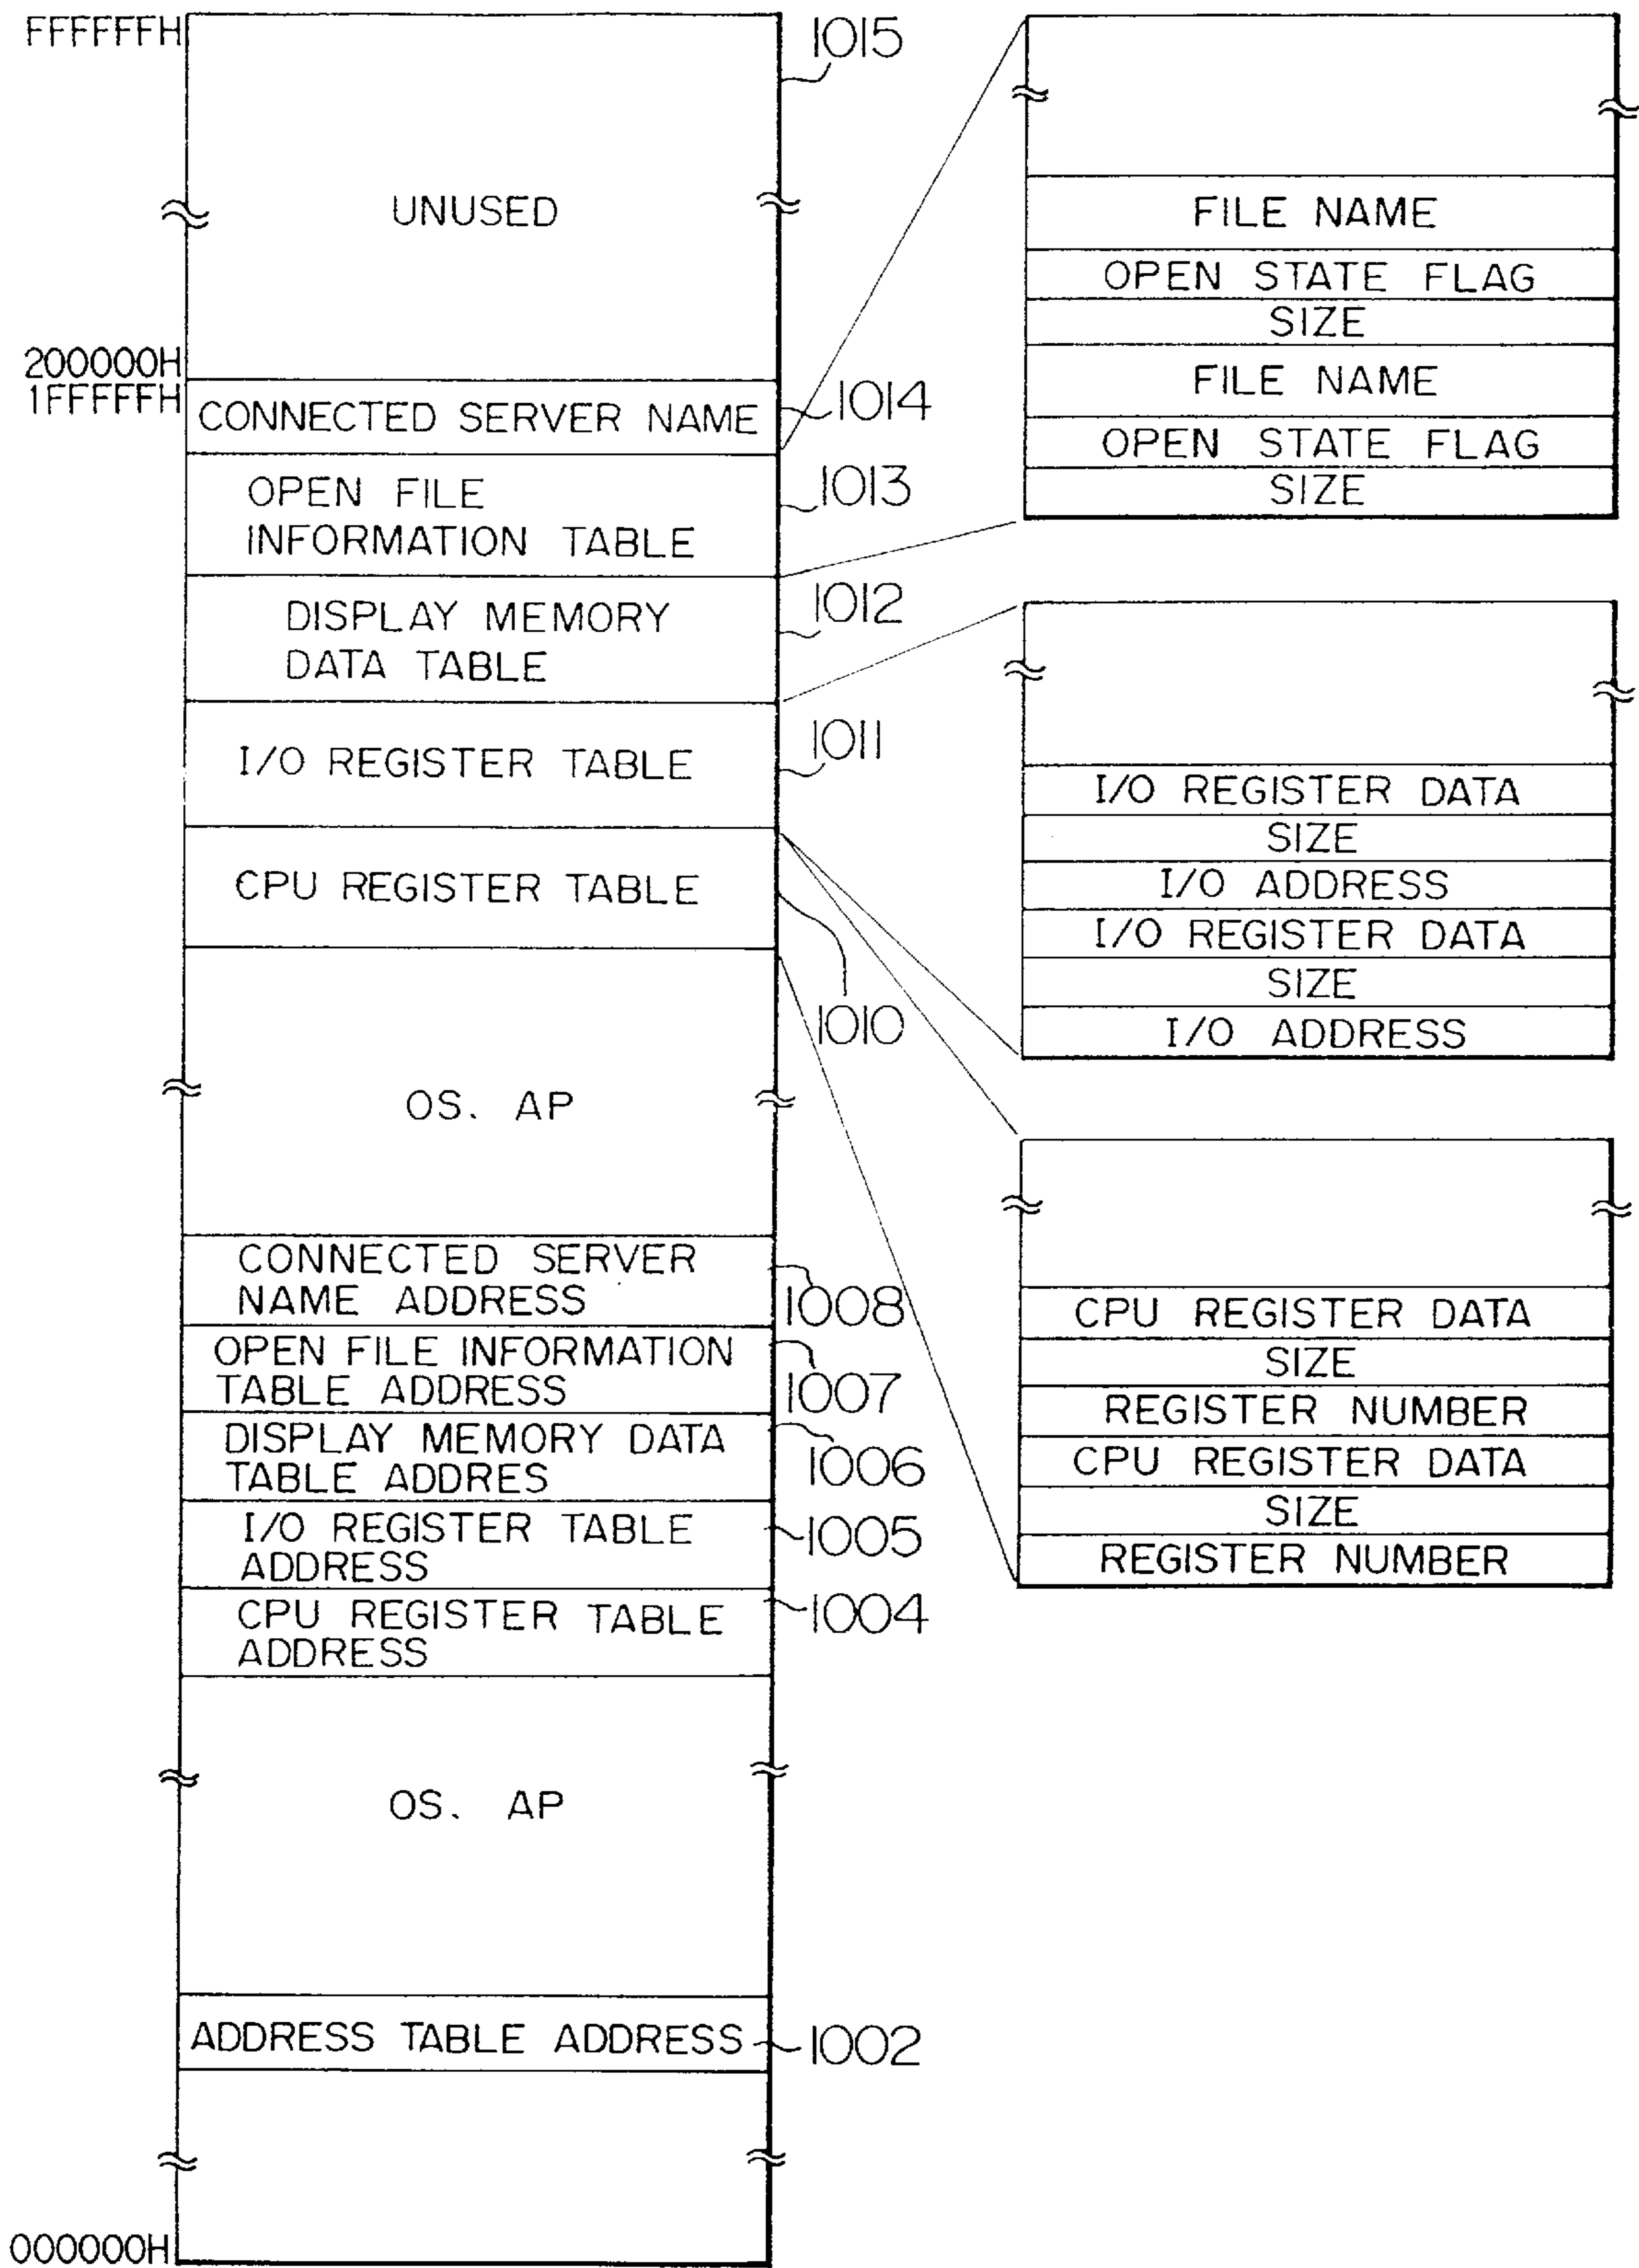 FFFFFFH
1015
UNUSED
200000H
1FFFFFH
CONNECTED SERVER NAME
1014
OPEN FILE
INFORMATION TABLE
1013
DISPLAY MEMORY
DATA TABLE
1012
I/O REGISTER TABLE
1011
CPU REGISTER TABLE
1010
OS. AP
CONNECTED SERVER
NAME ADDRESS
1008
OPEN FILE INFORMATION
TABLE ADDRESS
1007
DISPLAY MEMORY DATA
TABLE ADDRES
1006
I/O REGISTER TABLE
ADDRESS
1005
CPU REGISTER TABLE
ADDRESS
1004
OS. AP
ADDRESS TABLE ADDRESS
1002
000000H
FILE NAME
OPEN STATE FLAG
SIZE
FILE NAME
OPEN STATE FLAG
SIZE
I/O REGISTER DATA
SIZE
I/O ADDRESS
I/O REGISTER DATA
SIZE
I/O ADDRESS
CPU REGISTER DATA
SIZE
REGISTER NUMBER
CPU REGISTER DATA
SIZE
REGISTER NUMBER